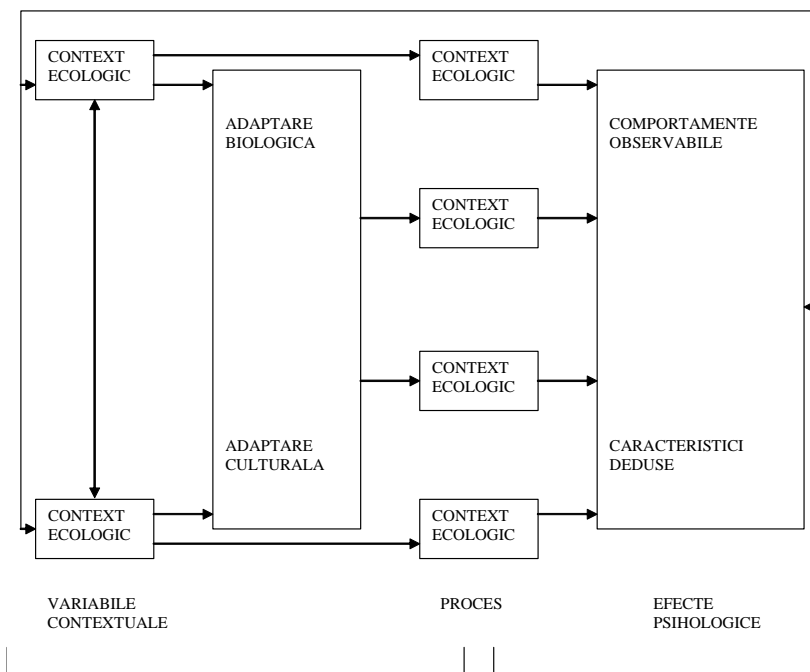 CONTEXT
ECOLOGIC
CONTEXT
ECOLOGIC
ADAPTARE
BIOLOGICA
COMPORTAMENTE
OBSERVABILE
CONTEXT
ECOLOGIC
CONTEXT
ECOLOGIC
ADAPTARE
CULTURALA
CARACTERISTICI
DEDUSE
CONTEXT
ECOLOGIC
CONTEXT
ECOLOGIC
VARIABILE
CONTEXTUALE
PROCES
EFECTE
PSIHOLOGICE